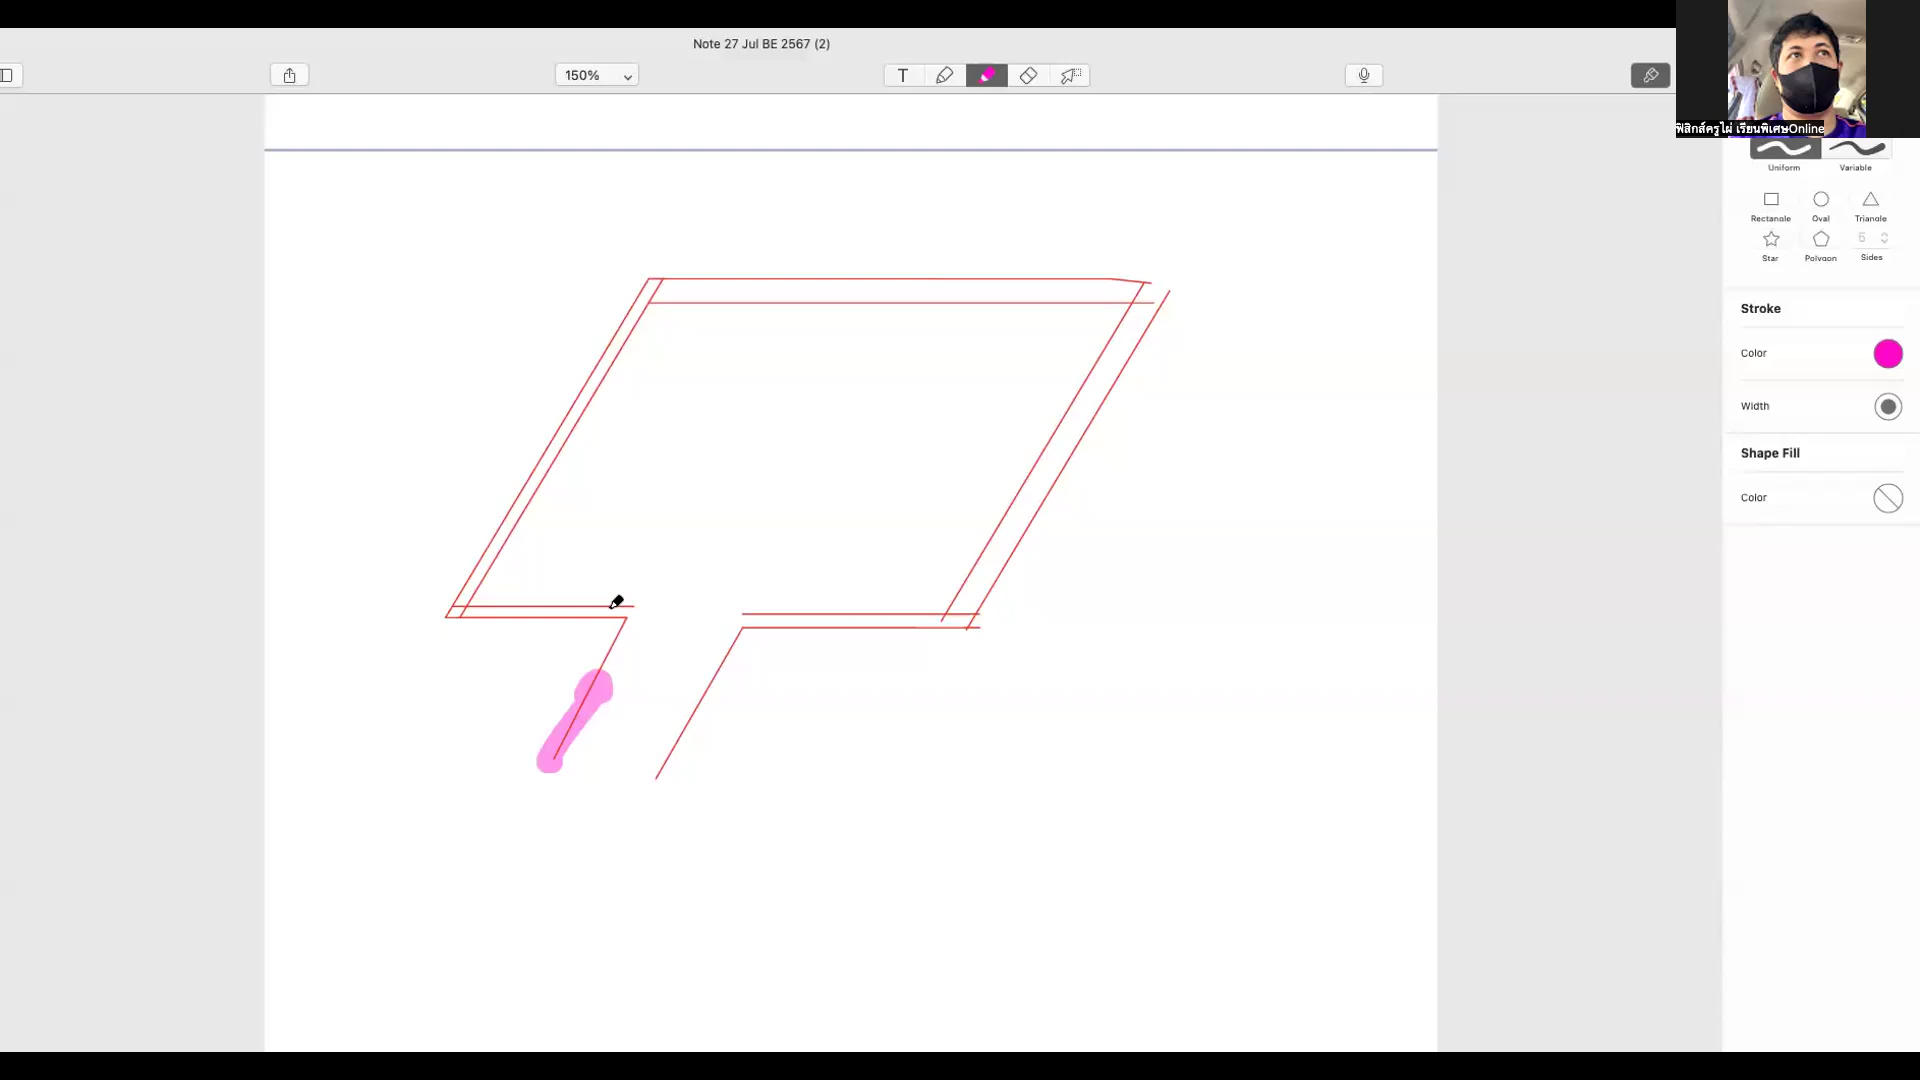 Note 27 Jul BE 2567 (2)
150%
T
ฟิสิกส์ครูไผ่ เรียนพิเศษOnline
Uniform
Variable
Rectangle
Oval
Triangle
5
Star
Polygon
Sides
Stroke
Color
Width
Shape Fill
Color